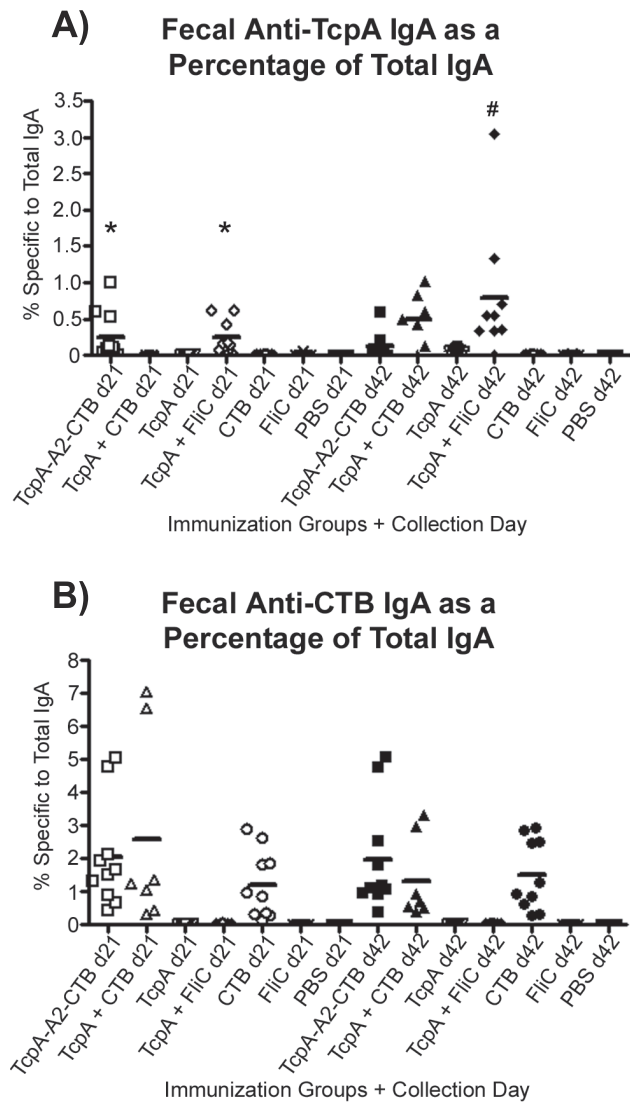 A)
Fecal Anti-TcpA IgA as a
Percentage of Total IgA
% Specific to Total IgA
3.5
3.0
2.5
2.0
1.5
1.0
0.5
0
*
*
#
TcpA-A2-CTB d21
TcpA + CTB d21
TcpA d21
TcpA + FliC d21
CTB d21
FliC d21
PBS d21
TcpA-A2-CTB d42
TcpA + CTB d42
TcpA d42
TcpA + FliC d42
CTB d42
FliC d42
PBS d42
Immunization Groups + Collection Day
B)
Fecal Anti-CTB IgA as a
Percentage of Total IgA
% Specific to Total IgA
8
7
6
5
4
3
2
1
0
TcpA-A2-CTB d21
TcpA + CTB d21
TcpA d21
TcpA + FliC d21
CTB d21
FliC d21
PBS d21
TcpA-A2-CTB d42
TcpA + CTB d42
TcpA d42
TcpA + FliC d42
CTB d42
FliC d42
PBS d42
Immunization Groups + Collection Day